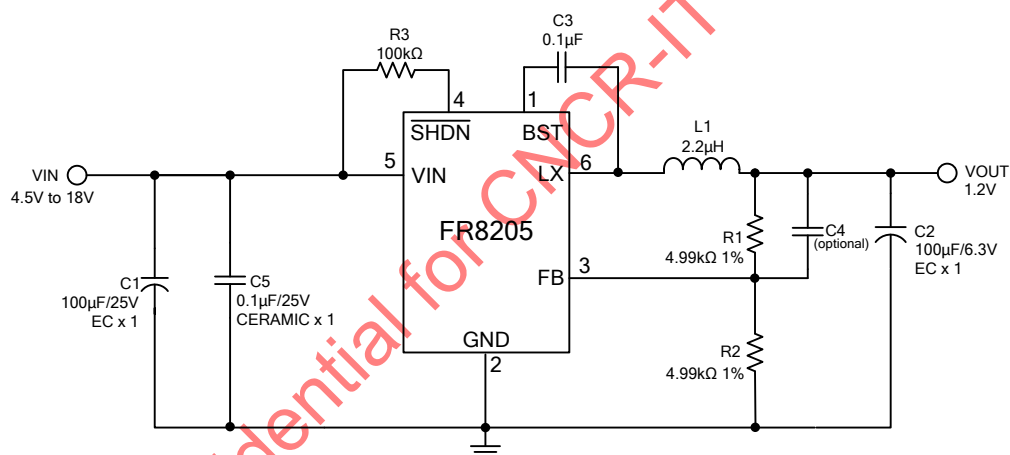 C3
0.1µF
R3
100kΩ
4
1
SHDN
BST
L1
2.2µH
5
VIN
LX
6
VIN
4.5V to 18V
VOUT
1.2V
FR8205
R1
4.99kΩ 1%
C4
(optional)
C2
100µF/6.3V
EC x 1
FB
3
C1
100µF/25V
EC x 1
C5
0.1µF/25V
CERAMIC x 1
GND
2
R2
4.99kΩ 1%
idential for CNCR-IT